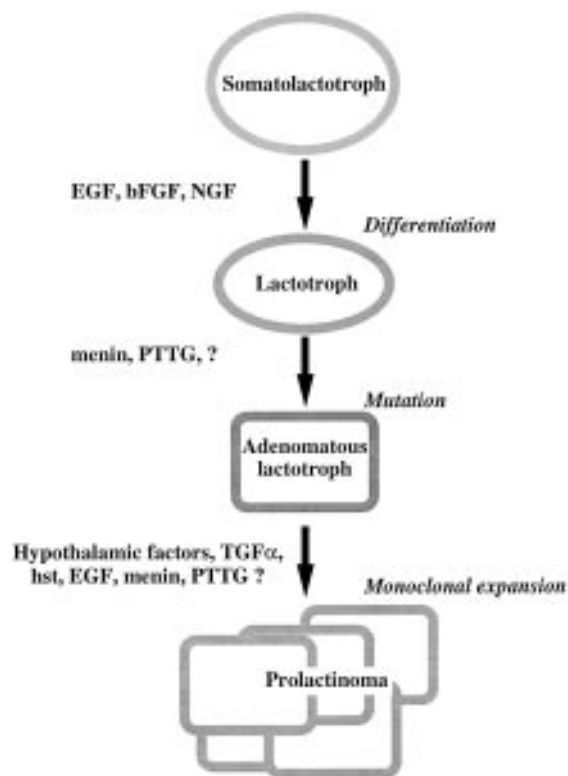 Somatolactotroph
EGF, bFGF, NGF
Differentiation
Lactotroph
menin, PTTG, ?
Mutation
Adenomatous
lactotroph
Hypothalamic factors, TGFα,
hst, EGF, menin, PTTG ?
Monoclonal expansion
Prolactinoma